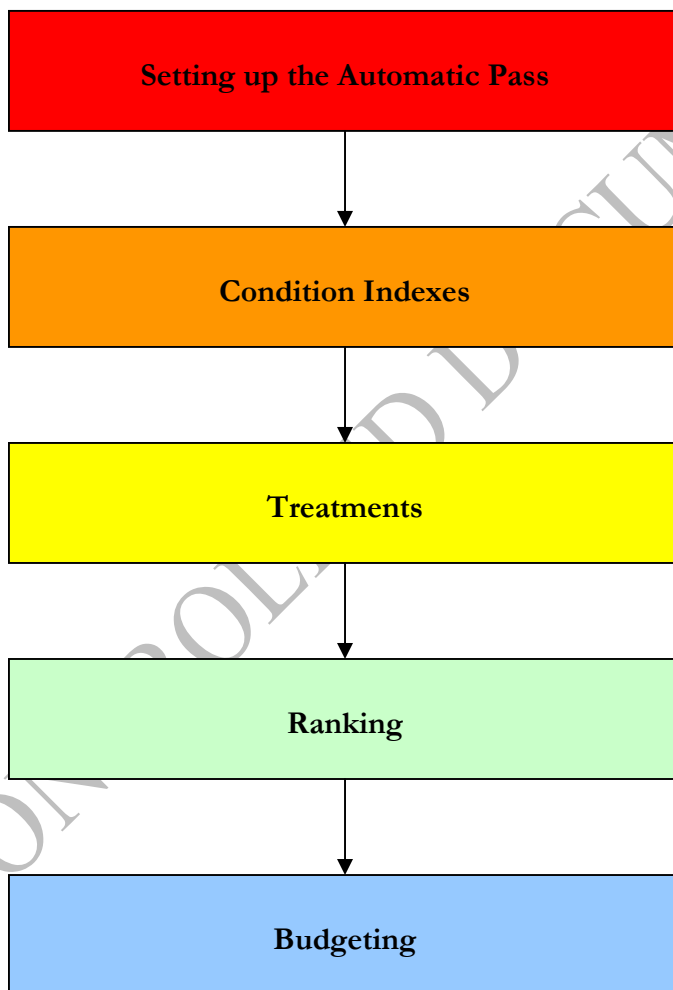 Setting up the Automatic Pass
Condition Indexes
Treatments
Ranking
Budgeting